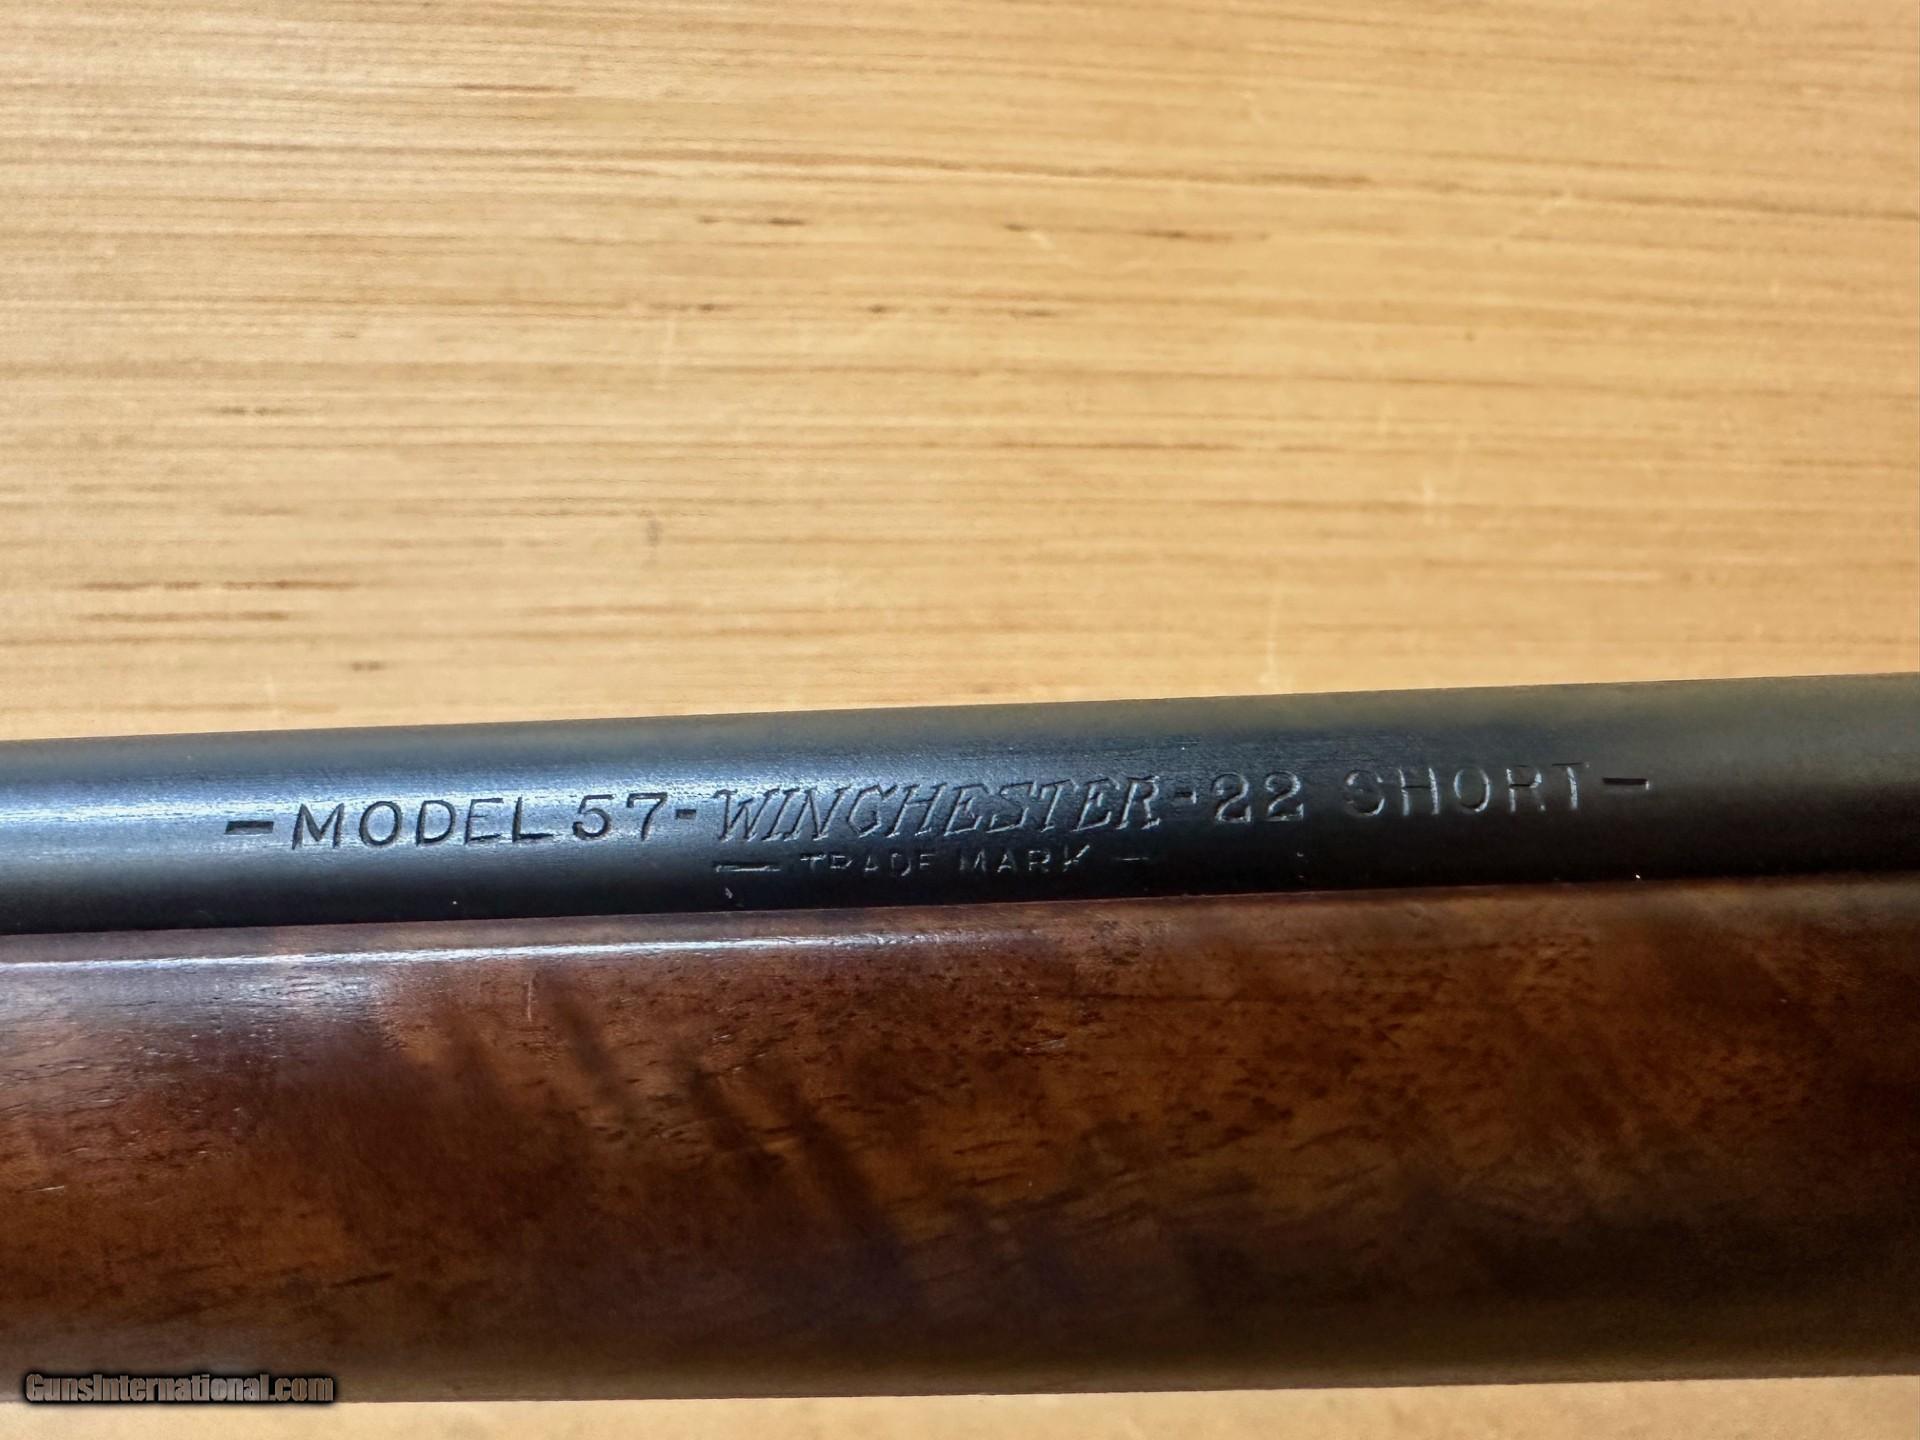 -MODEL 57-WINCHESTER-22 SHORT-
— TRADE MARK —
GunsInternational.com